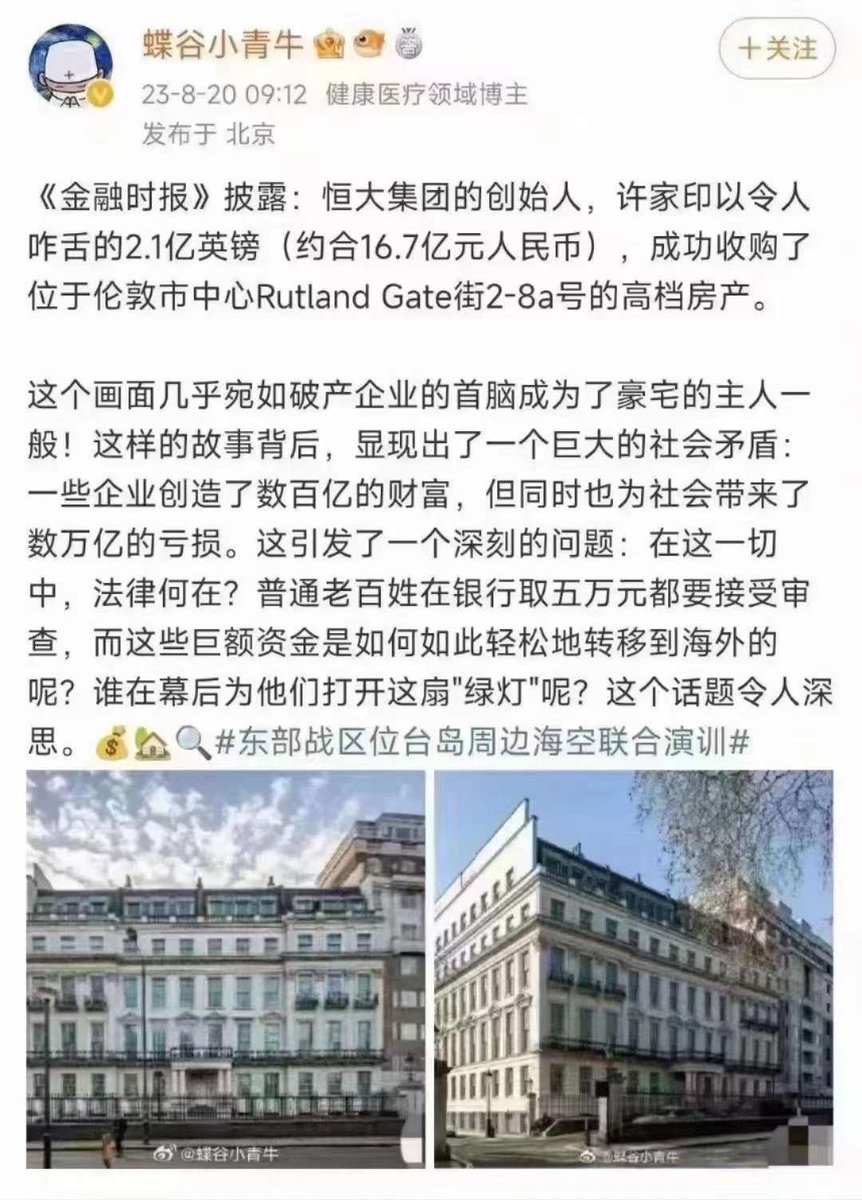 蝶谷小青牛
答
+关注
23-8-20 09:12 健康医疗领域博主
发布于 北京
《金融时报》披露：恒大集团的创始人，许家印以令人
咋舌的2.1亿英镑（约合16.7亿元人民币），成功收购了
位于伦敦市中心Rutland Gate街2-8a号的高档房产。
这个画面几乎宛如破产企业的首脑成为了豪宅的主人一
般！这样的故事背后，显现出了一个巨大的社会矛盾：
一些企业创造了数百亿的财富，但同时也为社会带来了
数万亿的亏损。这引发了一个深刻的问题：在这一切
中，法律何在？普通老百姓在银行取五万元都要接受审
查，而这些巨额资金是如何如此轻松地转移到海外的
呢？谁在幕后为他们打开这扇"绿灯"呢？这个话题令人深
思。💰🏡🔍#东部战区位台岛周边海空联合演训#
@蝶谷小青牛
@蝶谷小青牛